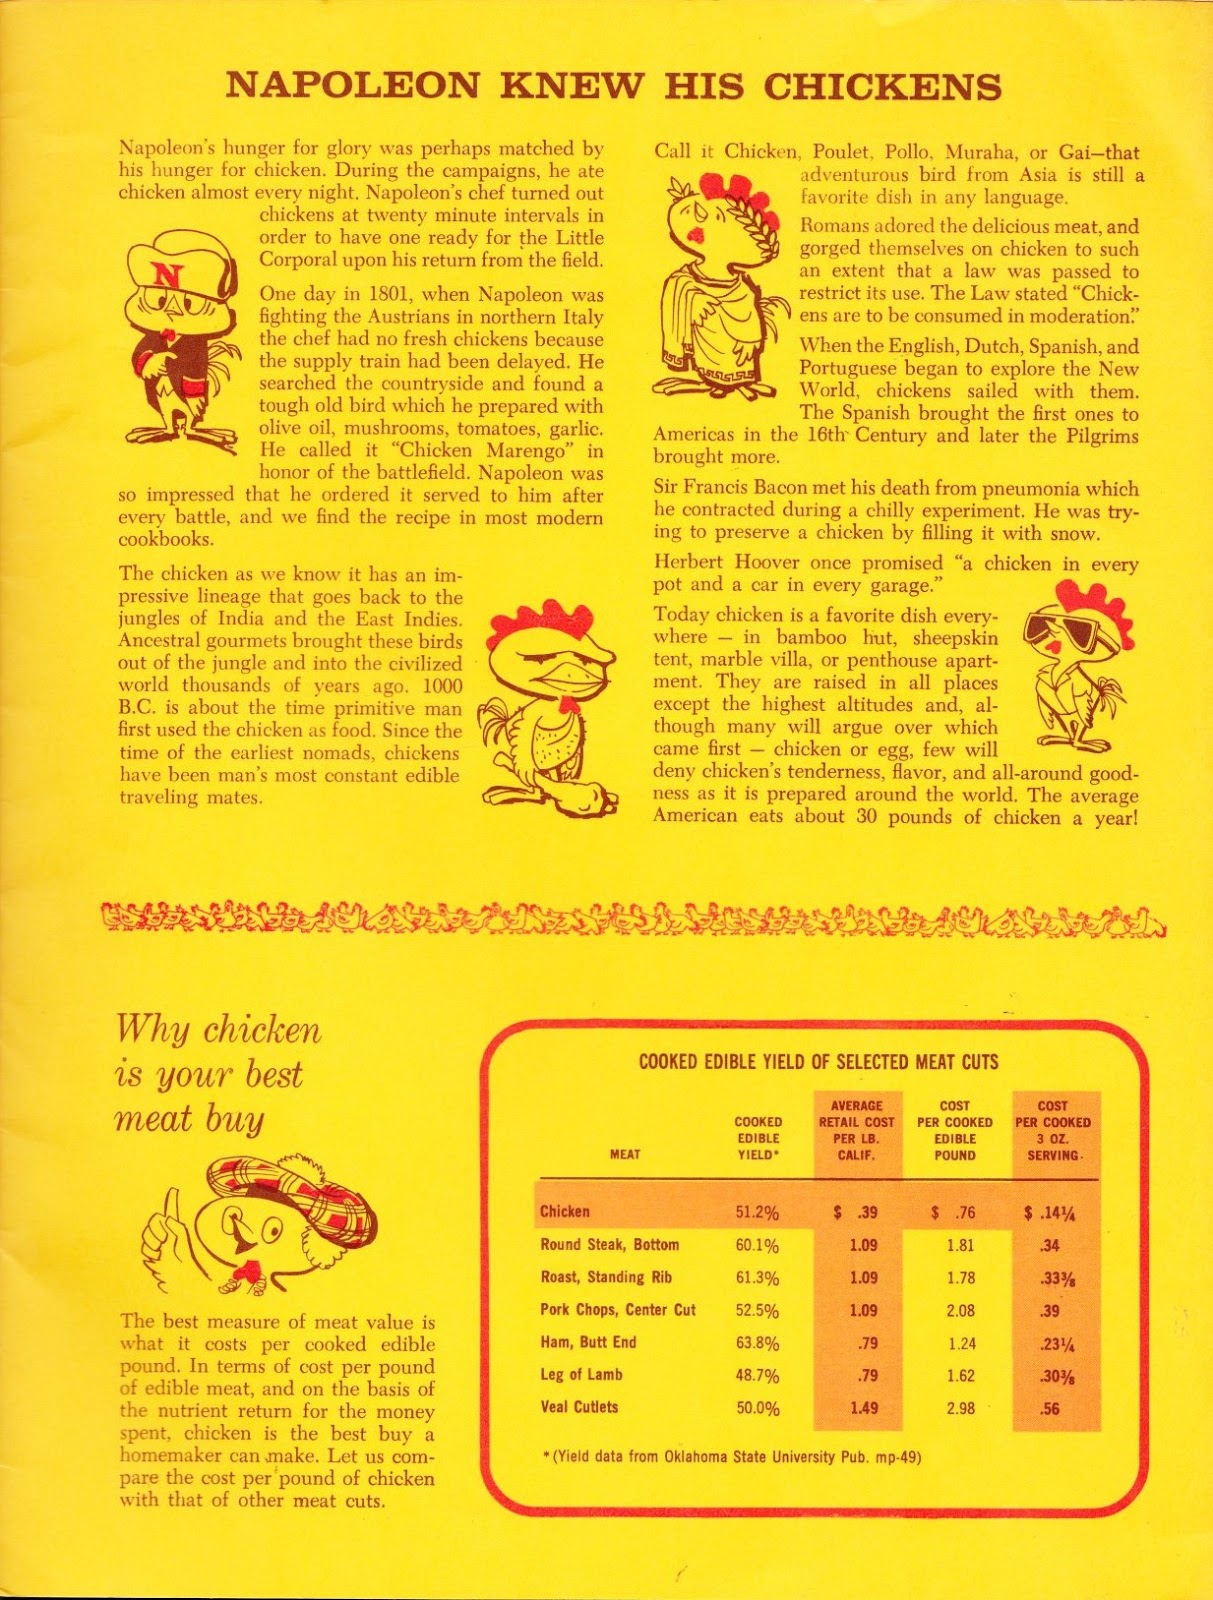 NAPOLEON KNEW HIS CHICKENS
Napoleon's hunger for glory was perhaps matched by
his hunger for chicken. During the campaigns, he ate
chicken almost every night. Napoleon's chef turned out
chickens at twenty minute intervals in
order to have one ready for the Little
Corporal upon his return from the field.
N
One day in 1801, when Napoleon was
fighting the Austrians in northern Italy
the chef had no fresh chickens because
the supply train had been delayed. He
searched the countryside and found a
tough old bird which he prepared with
olive oil, mushrooms, tomatoes, garlic.
He called it "Chicken Marengo" in
honor of the battlefield. Napoleon was
so impressed that he ordered it served to him after
every battle, and we find the recipe in most modern
cookbooks.
The chicken as we know it has an im-
pressive lineage that goes back to the
jungles of India and the East Indies.
Ancestral gourmets brought these birds
out of the jungle and into the civilized
world thousands of years ago. 1000
B.C. is about the time primitive man
first used the chicken as food. Since the
time of the earliest nomads, chickens
have been man's most constant edible
traveling mates.
Call it Chicken, Poulet, Pollo, Muraha, or Gai—that
adventurous bird from Asia is still a
favorite dish in any language.
Romans adored the delicious meat, and
gorged themselves on chicken to such
an extent that a law was passed to
restrict its use. The Law stated "Chick-
ens are to be consumed in moderation."
When the English, Dutch, Spanish, and
Portuguese began to explore the New
World, chickens sailed with them.
The Spanish brought the first ones to
Americas in the 16th Century and later the Pilgrims
brought more.
Sir Francis Bacon met his death from pneumonia which
he contracted during a chilly experiment. He was try-
ing to preserve a chicken by filling it with snow.
Herbert Hoover once promised "a chicken in every
pot and a car in every garage."
Today chicken is a favorite dish every-
where — in bamboo hut, sheepskin
tent, marble villa, or penthouse apart-
ment. They are raised in all places
except the highest altitudes and, al-
though many will argue over which
came first — chicken or egg, few will
deny chicken's tenderness, flavor, and all-around good-
ness as it is prepared around the world. The average
American eats about 30 pounds of chicken a year!
Why chicken
is your best
meat buy
The best measure of meat value is
what it costs per cooked edible
pound. In terms of cost per pound
of edible meat, and on the basis of
the nutrient return for the money
spent, chicken is the best buy a
homemaker can make. Let us com-
pare the cost per pound of chicken
with that of other meat cuts.
COOKED EDIBLE YIELD OF SELECTED MEAT CUTS
MEAT
COOKED
EDIBLE
YIELD*
AVERAGE
RETAIL COST
PER LB.
CALIF.
COST
PER COOKED
EDIBLE
POUND
COST
PER COOKED
3 OZ.
SERVING
Chicken 51.2% $ .39 $ .76 $ .14¼
Round Steak, Bottom 60.1% 1.09 1.81 .34
Roast, Standing Rib 61.3% 1.09 1.78 .33⅜
Pork Chops, Center Cut 52.5% 1.09 2.08 .39
Ham, Butt End 63.8% .79 1.24 .23¼
Leg of Lamb 48.7% .79 1.62 .30⅜
Veal Cutlets 50.0% 1.49 2.98 .56
*(Yield data from Oklahoma State University Pub. mp-49)